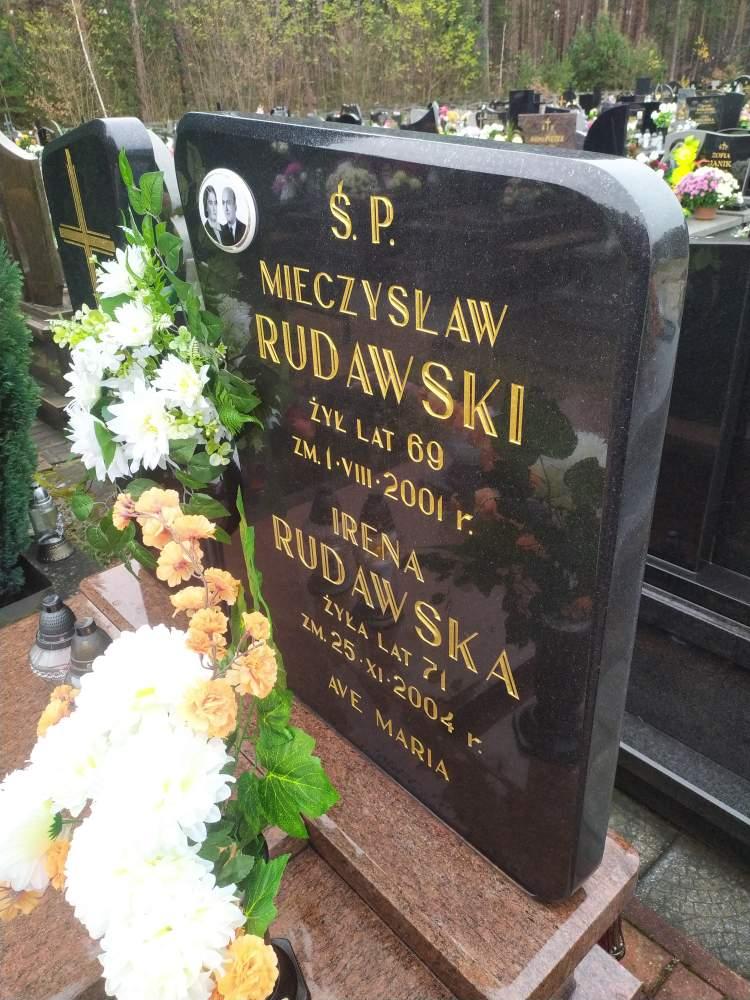 Ś. P.
MIECZYSŁAW
RUDAWSKI
ŻYŁ LAT 69
ZM. 1·VIII·2001 r.
IRENA
RUDAWSKA
ŻYŁA LAT 71
ZM. 25·XI·2004 r.
AVE MARIA
ZOFIA